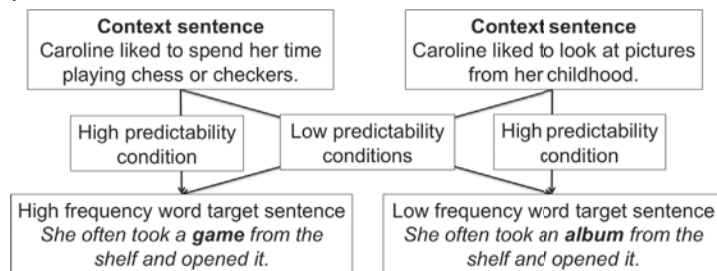 Context sentence
Caroline liked to spend her time
playing chess or checkers.
Context sentence
Caroline liked to look at pictures
from her childhood.
High predictability
condition
Low predictability
conditions
High predictability
condition
High frequency word target sentence
She often took a game from the
shelf and opened it.
Low frequency word target sentence
She often took an album from the
shelf and opened it.